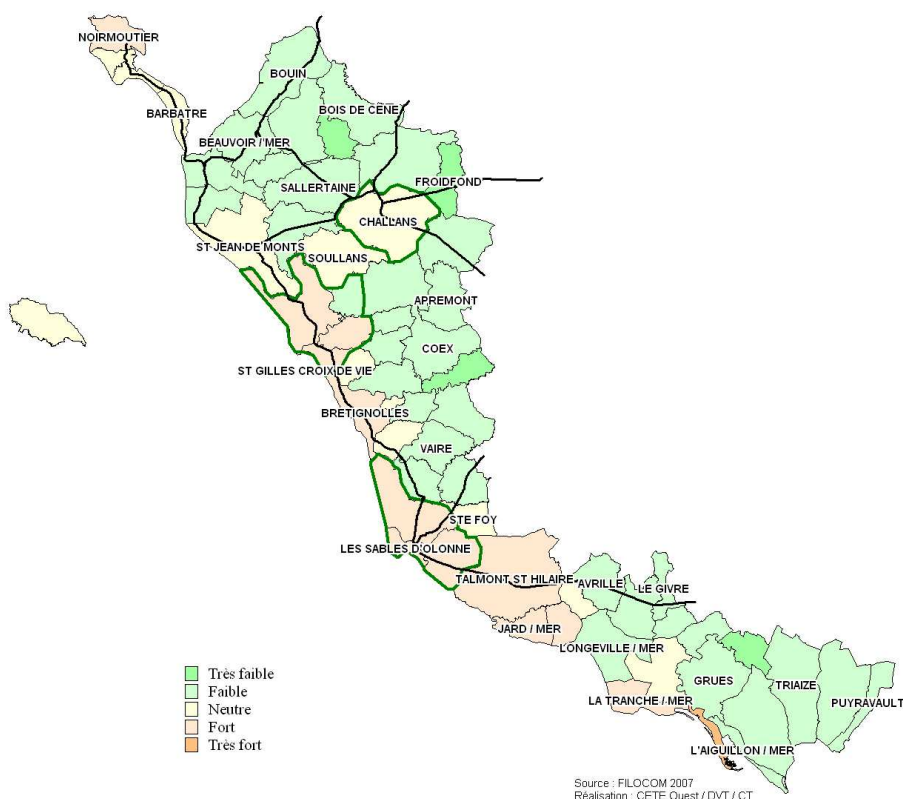 NOIRMOUTIER
BOUIN
BOIS DE CENE
BARBATRE
BEAUVOIR / MER
SALLERTAINE
FROIDFOND
CHALLANS
ST JEAN DE MONTS
SOULLANS
APREMONT
COEX
ST GILLES CROIX DE VIE
BRETIGNOLLES
VAIRE
STE FOY
LES SABLES D'OLONNE
TALMONT ST HILAIRE
AVRILLE
LE GIVRE
JARD / MER
LONGEVILLE / MER
GRUES
TRIAIZE
LA TRANCHE / MER
PUYRAVAULT
L'AIGUILLON / MER
Très faible
Faible
Neutre
Fort
Très fort
Source : FILOCOM 2007
Réalisation : CETE Ouest / DVT / CT